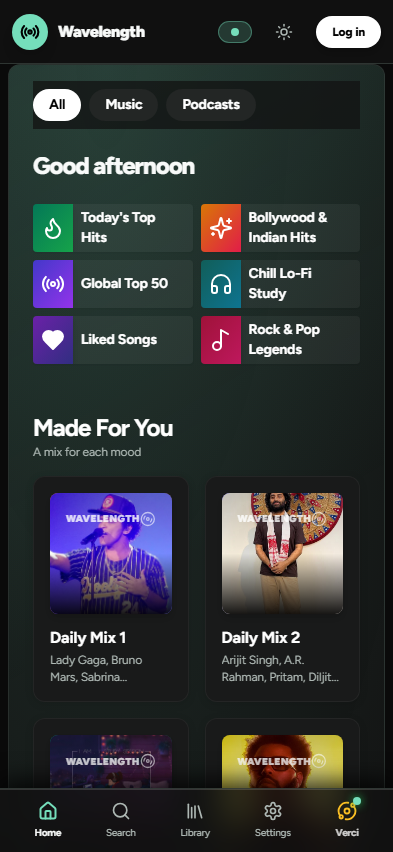 Wavelength
Log in
All
Music
Podcasts
Good afternoon
Today's Top
Hits
Bollywood &
Indian Hits
Global Top 50
Chill Lo-Fi
Study
Liked Songs
Rock & Pop
Legends
Made For You
A mix for each mood
WAVELENGTH
WAVELENGTH
Daily Mix 1
Lady Gaga, Bruno
Mars, Sabrina...
Daily Mix 2
Arijit Singh, A.R.
Rahman, Pritam, Diljit...
WAVELENGTH
WAVELENGTH
Home
Search
Library
Settings
Verci